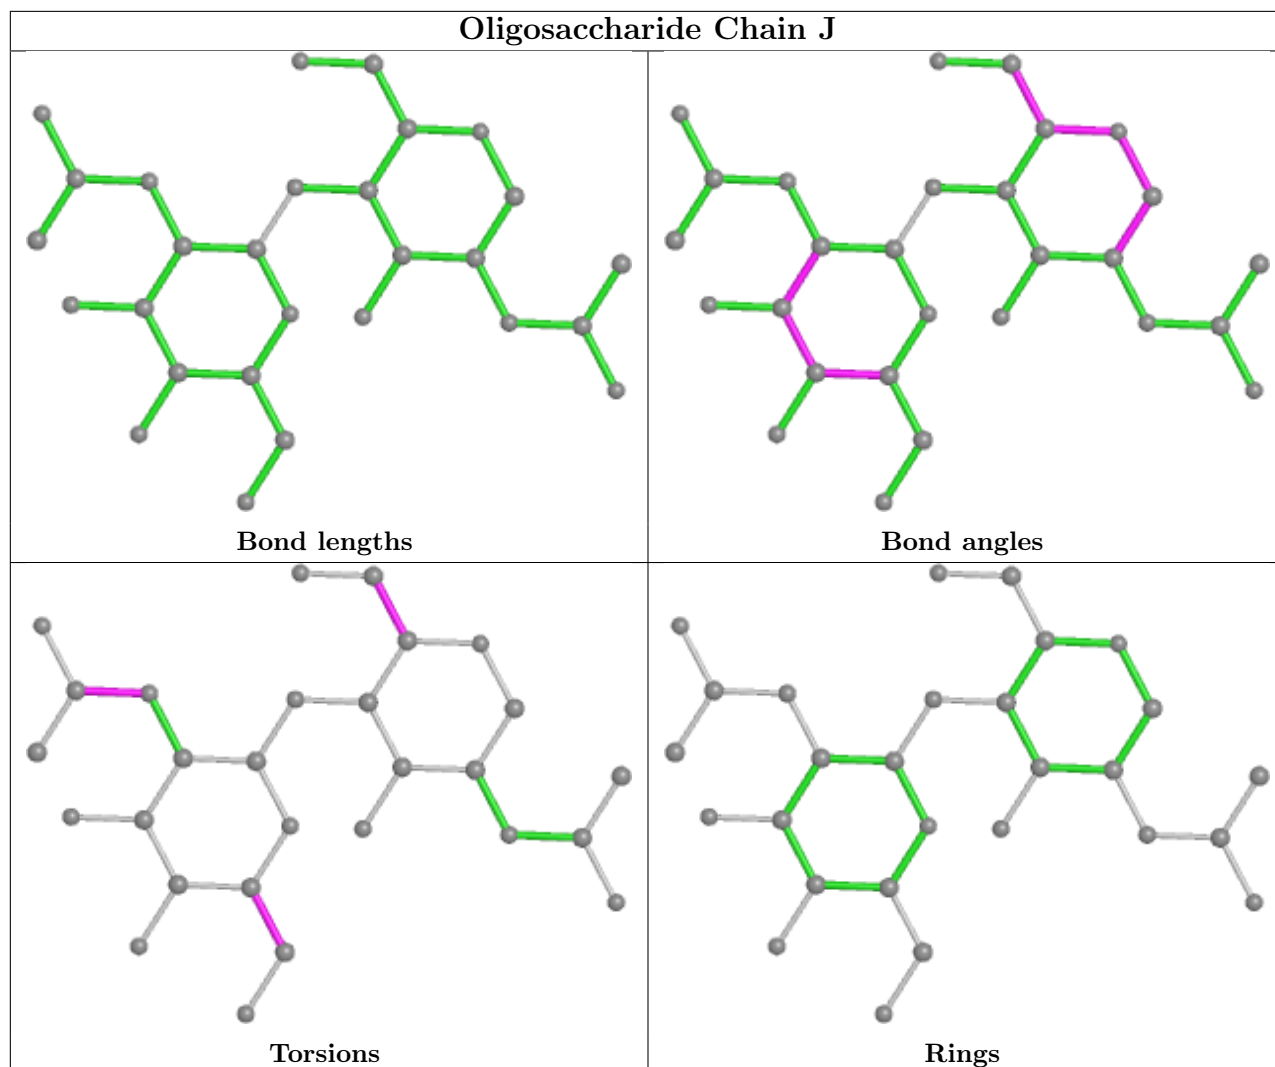 Oligosaccharide Chain J
Bond lengths
Bond angles
Torsions
Rings